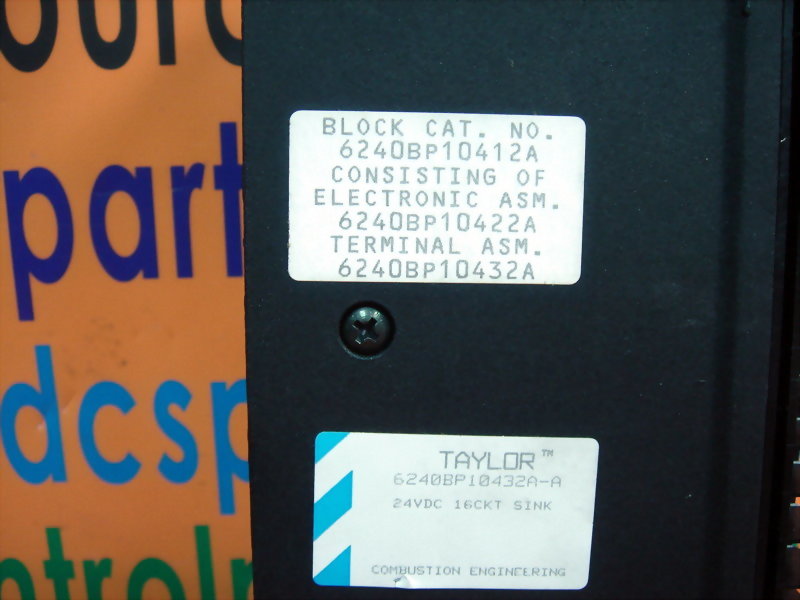 part
dcsp
BLOCK CAT. NO.
6240BP10412A
CONSISTING OF
ELECTRONIC ASM.
6240BP10422A
TERMINAL ASM.
6240BP10432A
TAYLOR™
6240BP10432A-A
24VDC 16CKT SINK
COMBUSTION ENGINEERING